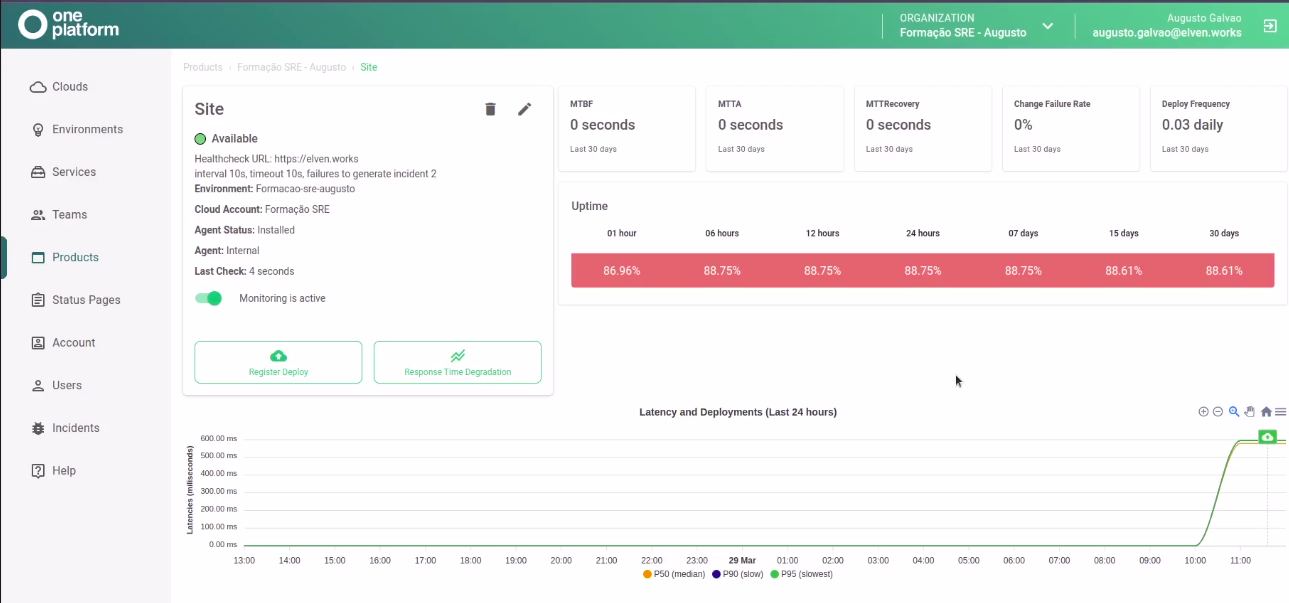 one
platform
ORGANIZATION
Formação SRE - Augusto
Augusto Galvao
augusto.galvao@elven.works
Clouds
Environments
Services
Teams
Products
Status Pages
Account
Users
Incidents
Help
Products › Formação SRE - Augusto › Site
Site
Available
Healthcheck URL: https://elven.works
interval 10s, timeout 10s, failures to generate incident 2
Environment: Formacao-sre-augusto
Cloud Account: Formação SRE
Agent Status: Installed
Agent: Internal
Last Check: 4 seconds
Monitoring is active
Register Deploy
Response Time Degradation
MTBF
0 seconds
Last 30 days
MTTA
0 seconds
Last 30 days
MTTRecovery
0 seconds
Last 30 days
Change Failure Rate
0%
Last 30 days
Deploy Frequency
0.03 daily
Last 30 days
Uptime
01 hour 06 hours 12 hours 24 hours 07 days 15 days 30 days
86.96% 88.75% 88.75% 88.75% 88.75% 88.61% 88.61%
Latency and Deployments (Last 24 hours)
Latencies (miliseconds)
600.00 ms
500.00 ms
400.00 ms
300.00 ms
200.00 ms
100.00 ms
0.00 ms
13:00 14:00 15:00 16:00 17:00 18:00 19:00 20:00 21:00 22:00 23:00 29 Mar 01:00 02:00 03:00 04:00 05:00 06:00 07:00 08:00 09:00 10:00 11:00
P50 (median) P90 (slow) P95 (slowest)